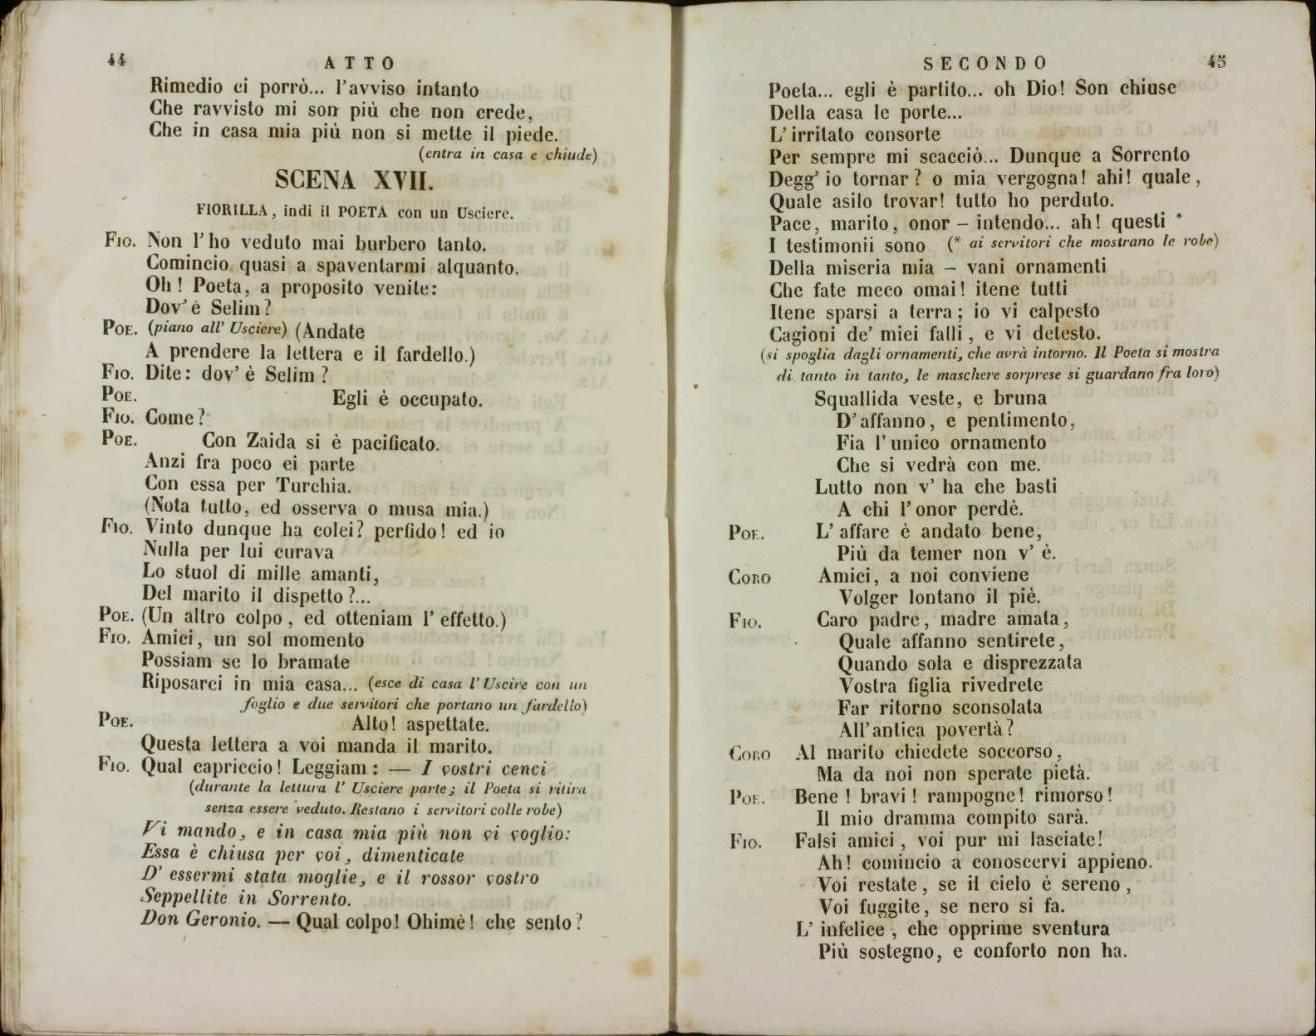 44
ATTO
Rimedio ci porrò... l'avviso intanto
Che ravvisto mi son più che non crede,
Che in casa mia più non si mette il piede.
(entra in casa e chiude)
SCENA XVII.
FIORILLA, indi il POETA con un Usciere.
FIO. Non l'ho veduto mai burbero tanto.
Comincio quasi a spaventarmi alquanto.
Oh! Poeta, a proposito venite:
Dov'é Selim?
POE. (piano all' Usciere) (Andate
A prendere la lettera e il fardello.)
FIO. Dite: dov' è Selim?
POE. Egli è occupato.
FIO. Come?
POE. Con Zaida si è pacificato.
Anzi fra poco ei parte
Con essa per Turchia.
(Nota tutto, ed osserva o musa mia.)
FIO. Vinto dunque ha colei? perfido! ed io
Nulla per lui curava
Lo stuol di mille amanti,
Del marito il dispetto?...
POE. (Un altro colpo, ed otteniam l' effetto.)
FIO. Amici, un sol momento
Possiam se lo bramate
Riposarci in mia casa... (esce di casa l'Uscire con un
foglio e due servitori che portano un fardello)
POE. Alto! aspettate.
Questa lettera a voi manda il marito.
FIO. Qual capriccio! Leggiam: — I vostri cenci
(durante la lettura l' Usciere parte; il Poeta si ritira
senza essere veduto. Restano i servitori colle robe)
Vi mando, e in casa mia più non vi voglio:
Essa è chiusa per voi, dimenticate
D' essermi stata moglie, e il rossor vostro
Seppellite in Sorrento.
Don Geronio. — Qual colpo! Ohimè! che sento?
SECONDO
45
Poeta... egli è partito... oh Dio! Son chiuse
Della casa le porte...
L'irritato consorte
Per sempre mi scacciò... Dunque a Sorrento
Degg' io tornar? o mia vergogna! ahi! quale,
Quale asilo trovar! tutto ho perduto.
Pace, marito, onor – intendo... ah! questi *
I testimonii sono (* ai servitori che mostrano le robe)
Della miseria mia – vani ornamenti
Che fate meco omai! itene tutti
Itene sparsi a terra; io vi calpesto
Cagioni de' miei falli, e vi detesto.
(si spoglia dagli ornamenti, che avrà intorno. Il Poeta si mostra
di tanto in tanto, le maschere sorprese si guardano fra loro)
Squallida veste, e bruna
D'affanno, e pentimento,
Fia l'unico ornamento
Che si vedrà con me.
Lutto non v' ha che basti
A chi l'onor perdè.
POE. L' affare è andato bene,
Più da temer non v' è.
CORO Amici, a noi conviene
Volger lontano il piè.
FIO. Caro padre, madre amata,
Quale affanno sentirete,
Quando sola e disprezzata
Vostra figlia rivedrete
Far ritorno sconsolata
All'antica povertà?
CORO Al marito chiedete soccorso,
Ma da noi non sperate pietà.
POE. Bene! bravi! rampogne! rimorso!
Il mio dramma compito sarà.
FIO. Falsi amici, voi pur mi lasciate!
Ah! comincio a conoscervi appieno.
Voi restate, se il cielo è sereno,
Voi fuggite, se nero si fa.
L' infelice, che opprime sventura
Più sostegno, e conforto non ha.